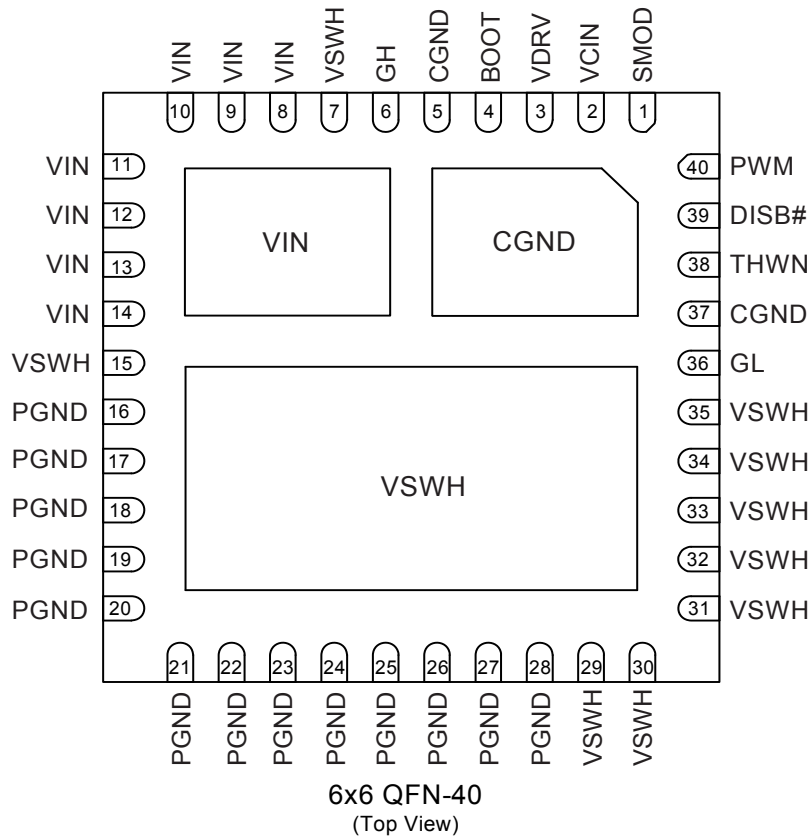 VIN
VIN
VIN
VSWH
GH
CGND
BOOT
VDRV
VCIN
SMOD
10
9
8
7
6
5
4
3
2
1
VIN 11
VIN 12
VIN 13
VIN 14
VSWH 15
PGND 16
PGND 17
PGND 18
PGND 19
PGND 20
VIN
CGND
VSWH
40 PWM
39 DISB#
38 THWN
37 CGND
36 GL
35 VSWH
34 VSWH
33 VSWH
32 VSWH
31 VSWH
21
22
23
24
25
26
27
28
29
30
PGND
PGND
PGND
PGND
PGND
PGND
PGND
PGND
VSWH
VSWH
6x6 QFN-40
(Top View)